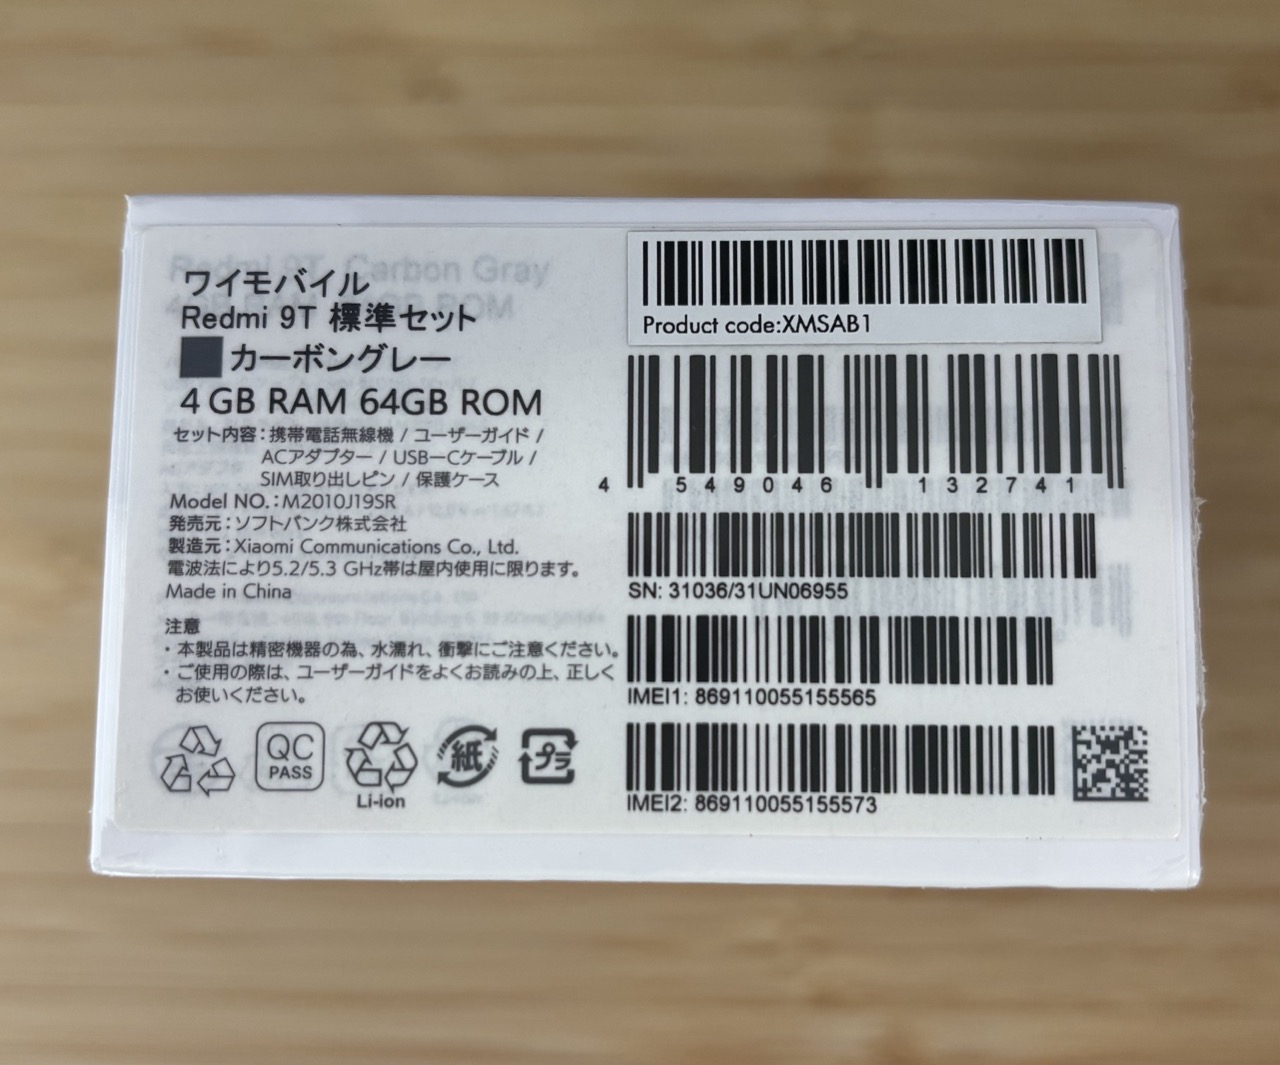 ワイモバイル
Redmi 9T 標準セット
カーボングレー
4 GB RAM 64GB ROM
セット内容：携帯電話無線機 / ユーザーガイド /
ACアダプター / USB－Cケーブル /
SIM取り出しピン / 保護ケース
Model NO.：M2010J19SR
発売元：ソフトバンク株式会社
製造元：Xiaomi Communications Co., Ltd.
電波法により5.2/5.3 GHz帯は屋内使用に限ります。
Made in China
注意
・本製品は精密機器の為、水濡れ、衝撃にご注意ください。
・ご使用の際は、ユーザーガイドをよくお読みの上、正しく
お使いください。
QC
PASS
Li-ion
紙
プラ
Product code:XMSAB1
4 549046 132741
SN: 31036/31UN06955
IMEI1: 869110055155565
IMEI2: 869110055155573
Redmi 9T Carbon Gray